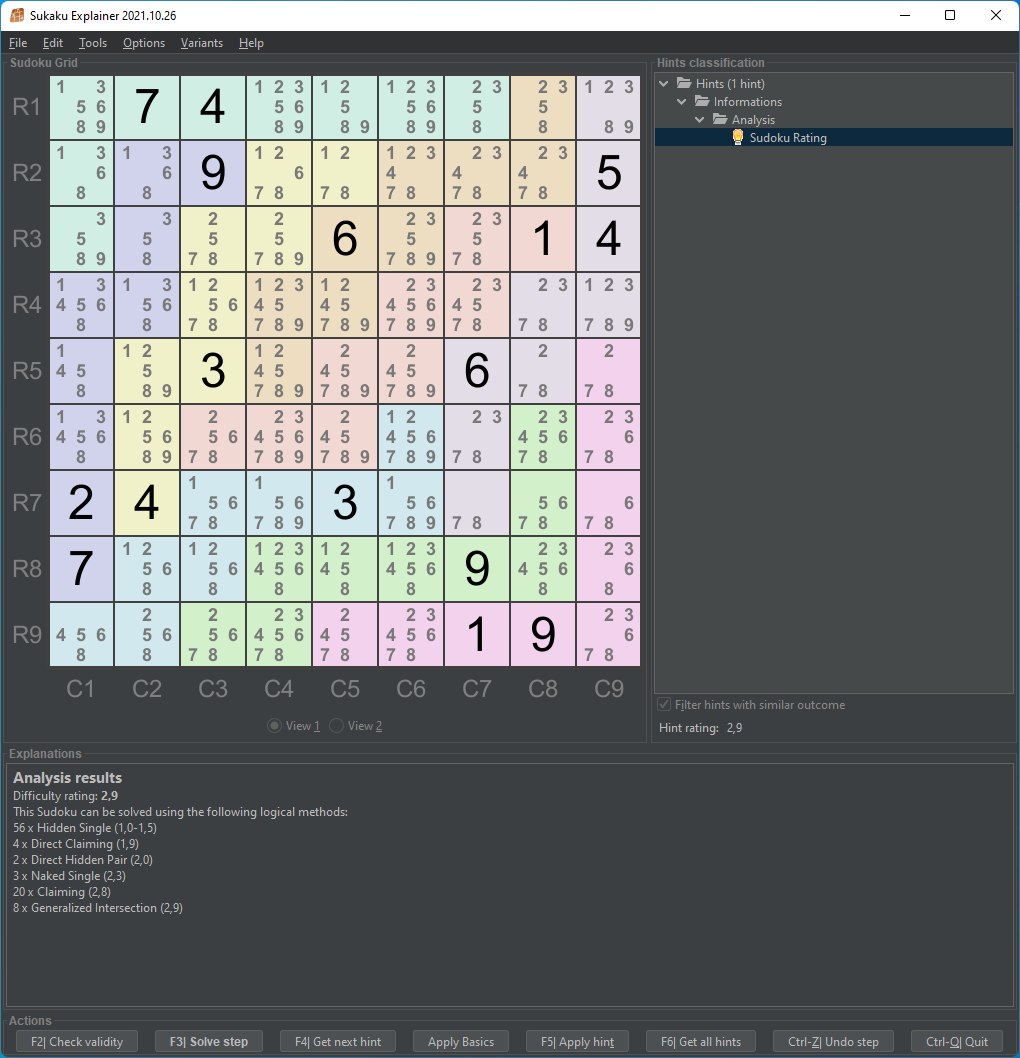 Sukaku Explainer 2021.10.26
File Edit Tools Options Variants Help
Sudoku Grid
1 3 1 2 3 1 2 1 2 3 2 3 2 3 1 2 3
R1 5 6 7 4 5 6 5 5 6 5 5
8 9 8 9 8 9 8 9 8 8 8 9
1 3 1 3 1 2 1 2 1 2 3 2 3 2 3
R2 6 6 9 6 4 4 4 5
8 8 7 8 7 8 7 8 7 8 7 8
3 3 2 2 2 3 2 3
R3 5 5 5 5 6 5 5 1 4
8 9 8 7 8 7 8 9 7 8 9 7 8
1 3 1 3 1 2 1 2 3 1 2 2 3 2 3 2 3 1 2 3
R4 4 5 6 5 6 5 6 4 5 4 5 4 5 6 4 5
8 8 7 8 7 8 9 7 8 9 7 8 9 7 8 7 8 7 8 9
1 1 2 1 2 2 2 2 2
R5 4 5 5 3 4 5 4 5 4 5 6
8 8 9 7 8 9 7 8 9 7 8 9 7 8 7 8
1 3 1 2 2 2 3 2 1 2 2 3 2 3 2 3
R6 4 5 6 5 6 5 6 4 5 6 4 5 4 5 6 4 5 6 6
8 8 9 7 8 7 8 9 7 8 9 7 8 9 7 8 7 8 7 8
1 1 1
R7 2 4 5 6 5 6 3 5 6 5 6 6
7 8 7 8 9 7 8 9 7 8 7 8 7 8
1 2 1 2 1 2 3 1 2 1 2 3 2 3 2 3
R8 7 5 6 5 6 4 5 6 4 5 4 5 6 9 4 5 6 6
8 8 8 8 8 8 8
2 2 2 3 2 2 3 2 3
R9 4 5 6 5 6 5 6 4 5 6 4 5 4 5 6 1 9 6
8 8 7 8 7 8 7 8 7 8 7 8
C1 C2 C3 C4 C5 C6 C7 C8 C9
View 1 View 2
Hints classification
Hints (1 hint)
Informations
Analysis
Sudoku Rating
Filter hints with similar outcome
Hint rating: 2,9
Explanations
Analysis results
Difficulty rating: 2,9
This Sudoku can be solved using the following logical methods:
56 x Hidden Single (1,0-1,5)
4 x Direct Claiming (1,9)
2 x Direct Hidden Pair (2,0)
3 x Naked Single (2,3)
20 x Claiming (2,8)
8 x Generalized Intersection (2,9)
Actions
F2| Check validity F3| Solve step F4| Get next hint Apply Basics F5| Apply hint F6| Get all hints Ctrl-Z| Undo step Ctrl-Q| Quit